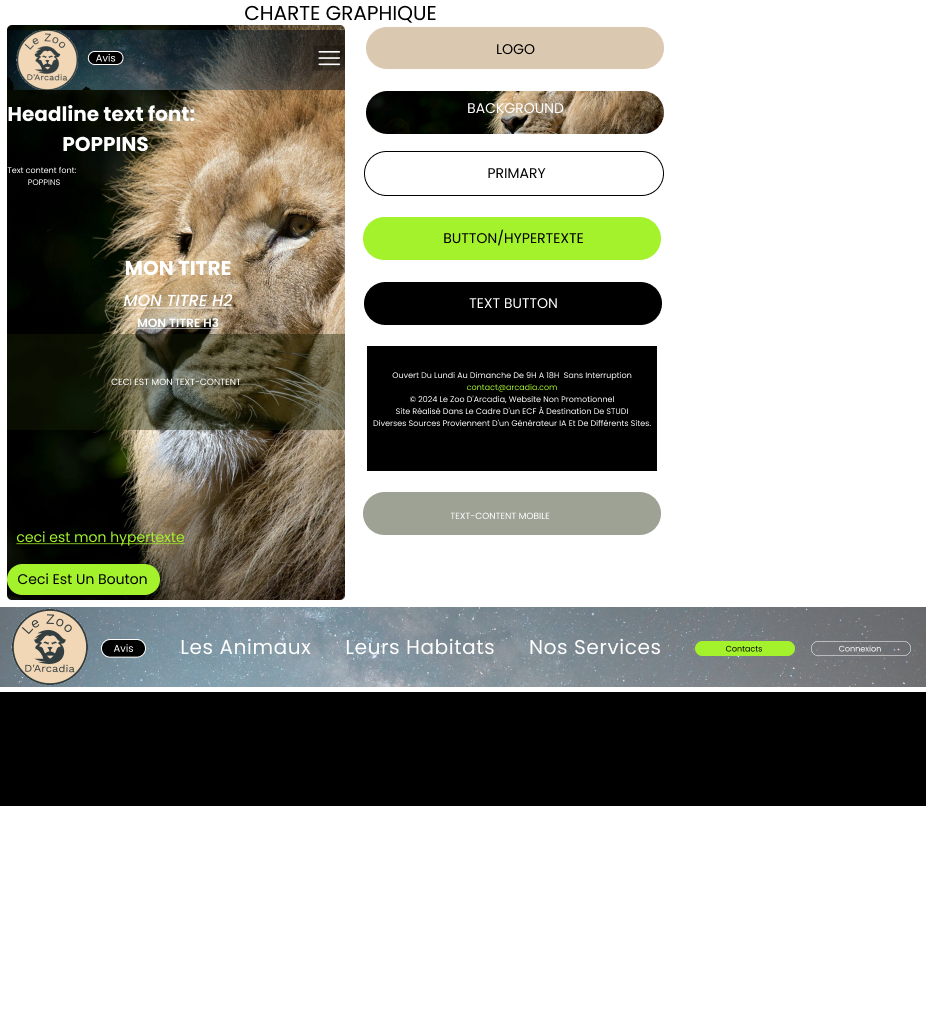 CHARTE GRAPHIQUE
Le Zoo
D'Arcadia
Avis
Headline text font:
POPPINS
Text content font:
POPPINS
MON TITRE
MON TITRE H2
MON TITRE H3
CECI EST MON TEXT-CONTENT
ceci est mon hypertexte
Ceci Est Un Bouton
LOGO
BACKGROUND
PRIMARY
BUTTON/HYPERTEXTE
TEXT BUTTON
Ouvert Du Lundi Au Dimanche De 9H A 18H Sans Interruption
contact@arcadia.com
© 2024 Le Zoo D'Arcadia, Website Non Promotionnel
Site Réalisé Dans Le Cadre D'un ECF À Destination De STUDI
Diverses Sources Proviennent D'un Générateur IA Et De Différents Sites.
TEXT-CONTENT MOBILE
Le Zoo
D'Arcadia
Avis
Les Animaux
Leurs Habitats
Nos Services
Contacts
Connexion